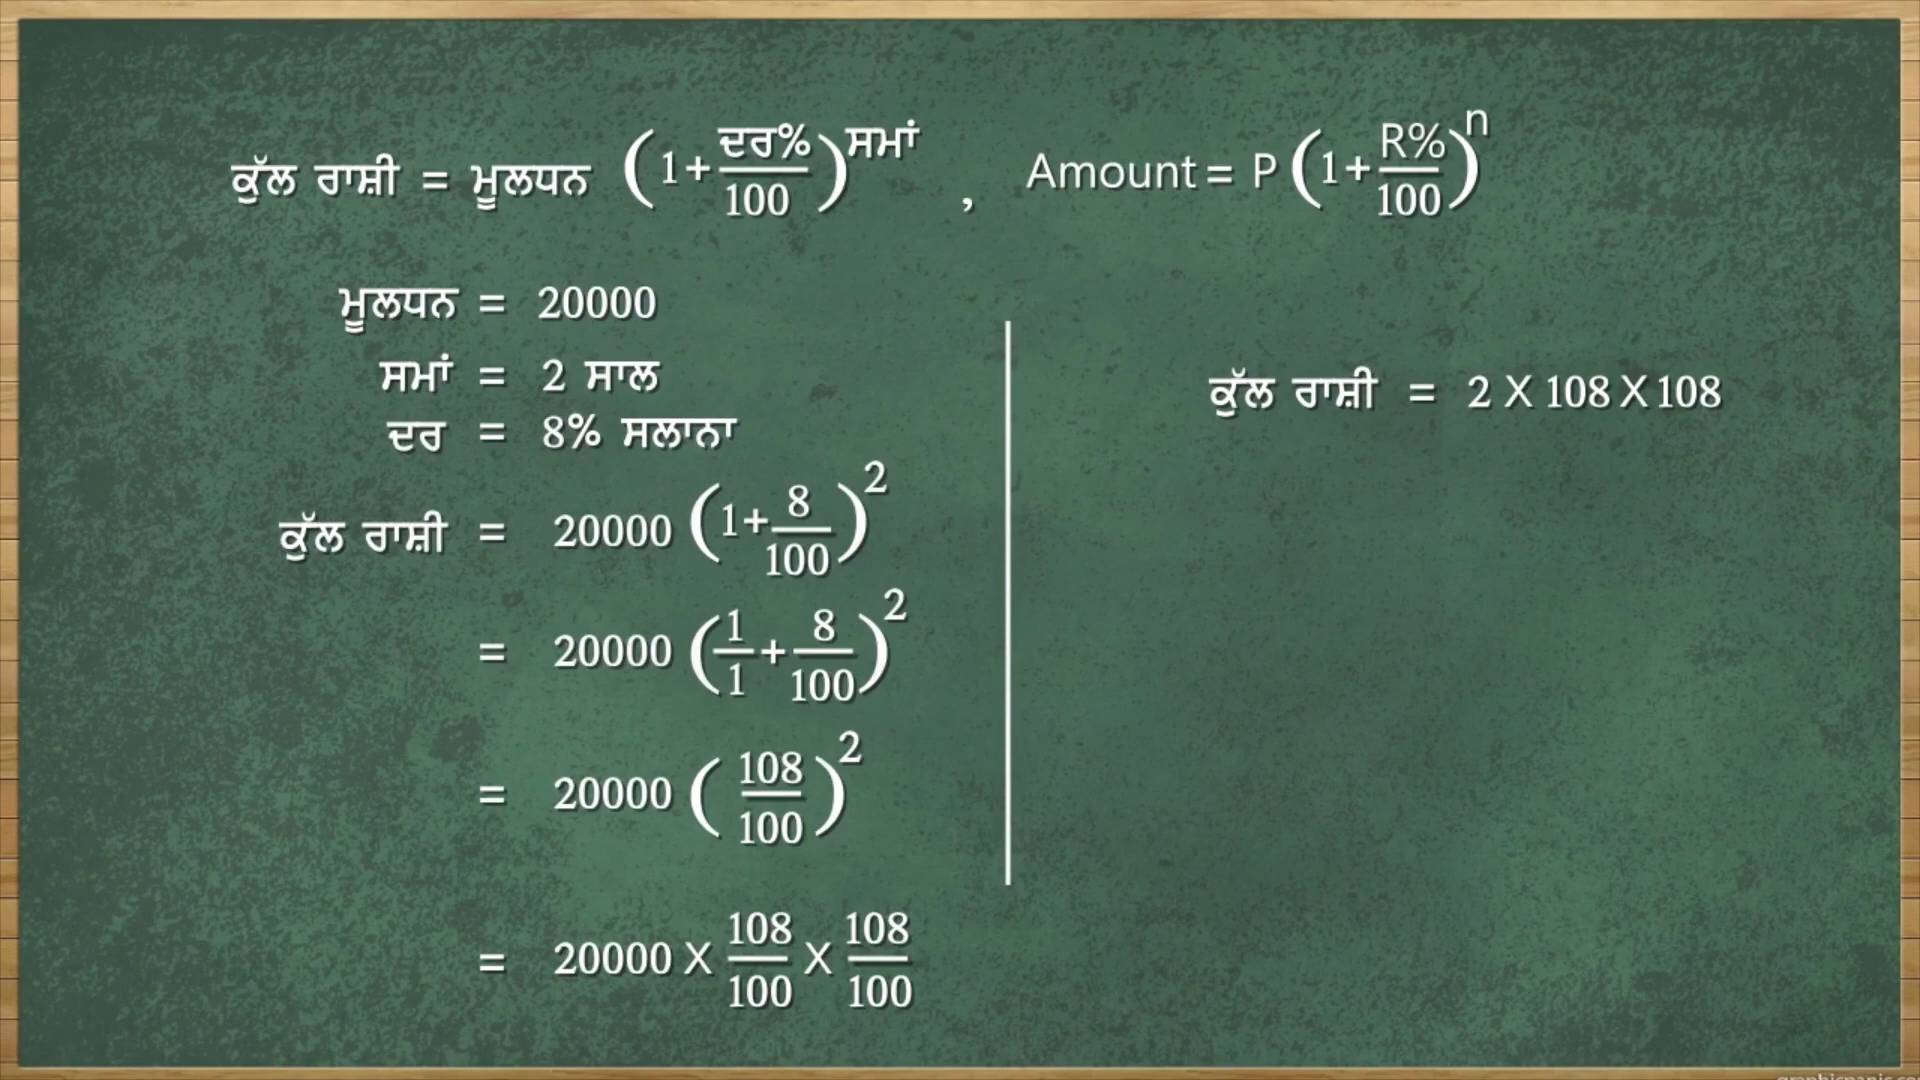 ਕੁੱਲ ਰਾਸ਼ੀ = ਮੂਲਧਨ (1+ਦਰ%/100)^ਸਮਾਂ , Amount = P (1+R%/100)^n
ਮੂਲਧਨ = 20000
ਸਮਾਂ = 2 ਸਾਲ
ਦਰ = 8% ਸਲਾਨਾ
ਕੁੱਲ ਰਾਸ਼ੀ = 20000 (1+8/100)^2
= 20000 (1/1+8/100)^2
= 20000 (108/100)^2
= 20000 X 108/100 X 108/100
ਕੁੱਲ ਰਾਸ਼ੀ = 2 X 108 X 108